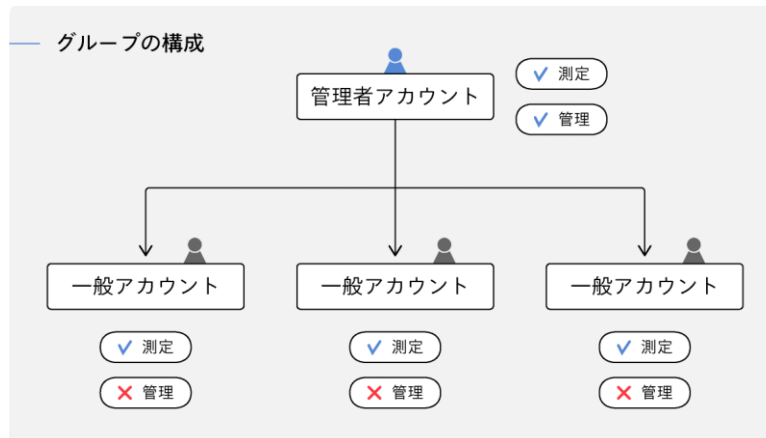 グループの構成
管理者アカウント
測定
管理
一般アカウント
一般アカウント
一般アカウント
測定
測定
測定
管理
管理
管理